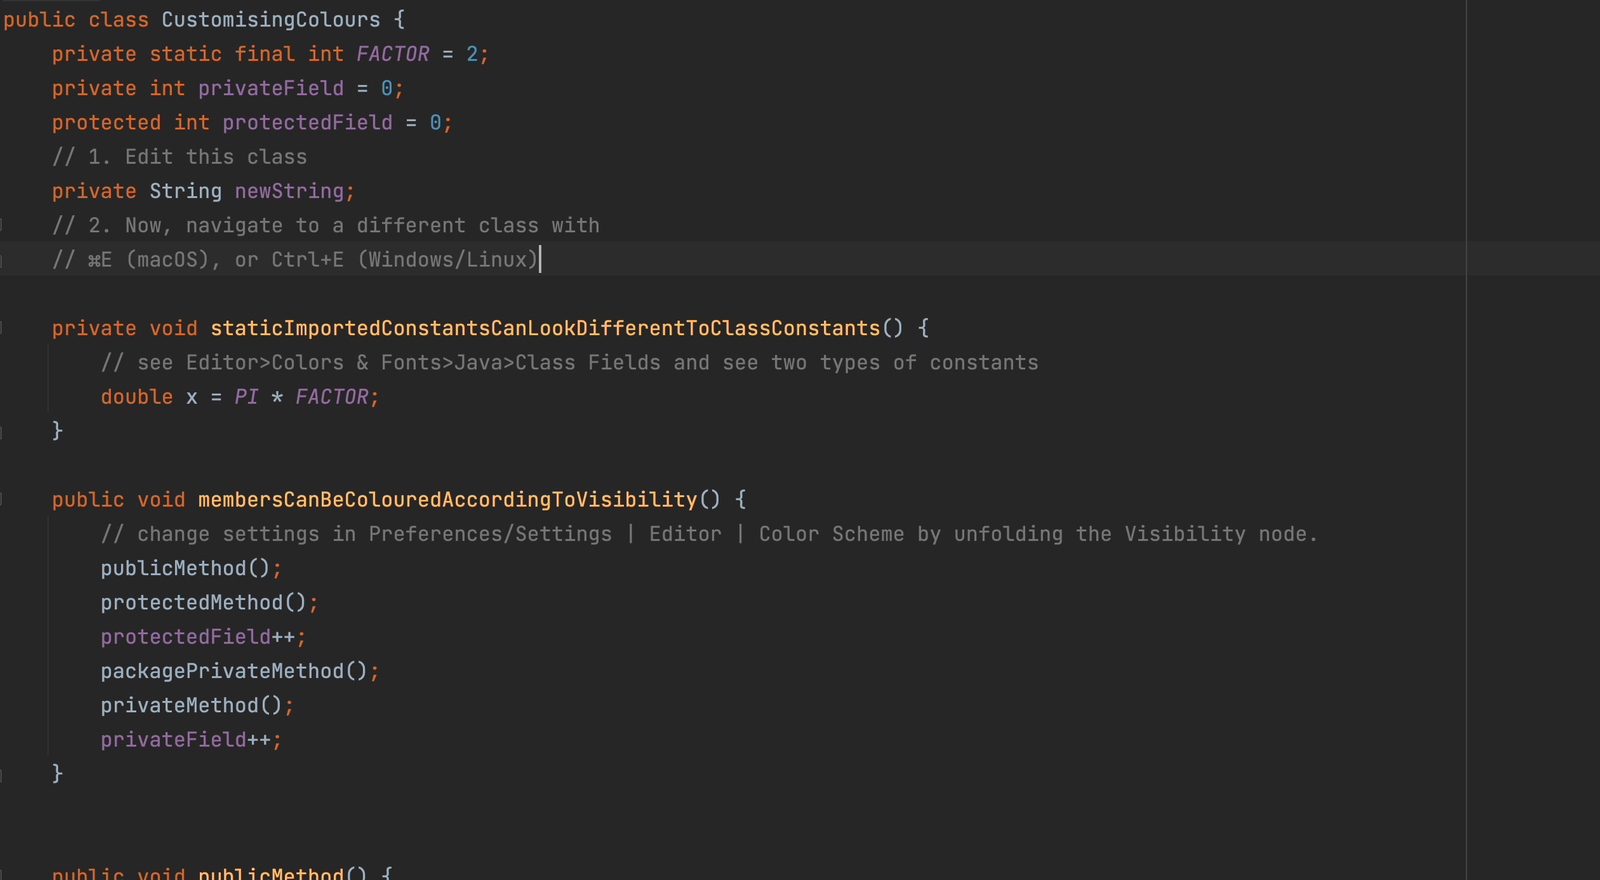 public class CustomisingColours {
private static final int FACTOR = 2;
private int privateField = 0;
protected int protectedField = 0;
// 1. Edit this class
private String newString;
// 2. Now, navigate to a different class with
// ⌘E (macOS), or Ctrl+E (Windows/Linux)
private void staticImportedConstantsCanLookDifferentToClassConstants() {
// see Editor>Colors & Fonts>Java>Class Fields and see two types of constants
double x = PI * FACTOR;
}
public void membersCanBeColouredAccordingToVisibility() {
// change settings in Preferences/Settings | Editor | Color Scheme by unfolding the Visibility node.
publicMethod();
protectedMethod();
protectedField++;
packagePrivateMethod();
privateMethod();
privateField++;
}
public void publicMethod() {